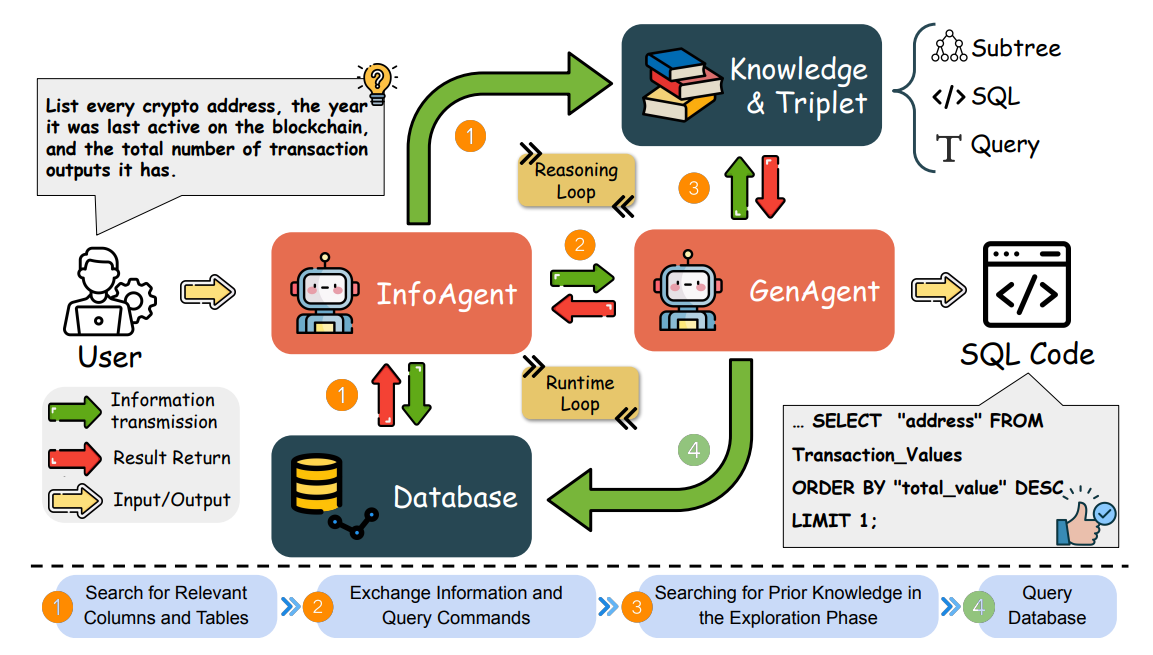 List every crypto address, the year
it was last active on the blockchain,
and the total number of transaction
outputs it has.
?
1
Knowledge
& Triplet
Subtree
</> SQL
T Query
Reasoning
Loop
3
2
User
InfoAgent
GenAgent
</>
SQL Code
1
Runtime
Loop
4
Information
transmission
Result Return
Input/Output
Database
... SELECT "address" FROM
Transaction_Values
ORDER BY "total_value" DESC
LIMIT 1;
1
Search for Relevant
Columns and Tables
2
Exchange Information and
Query Commands
3
Searching for Prior Knowledge in
the Exploration Phase
4
Query
Database